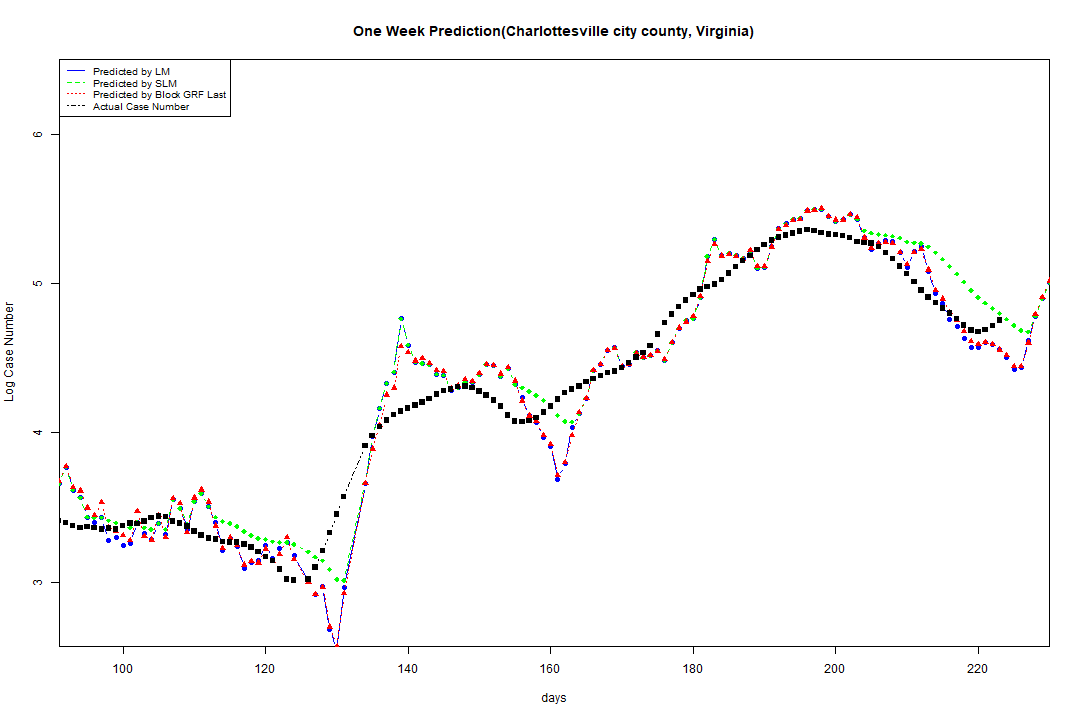 One Week Prediction(Charlottesville city county, Virginia)
Predicted by LM
Predicted by SLM
Predicted by Block GRF Last
Actual Case Number
6
5
4
3
Log Case Number
100 120 140 160 180 200 220
days